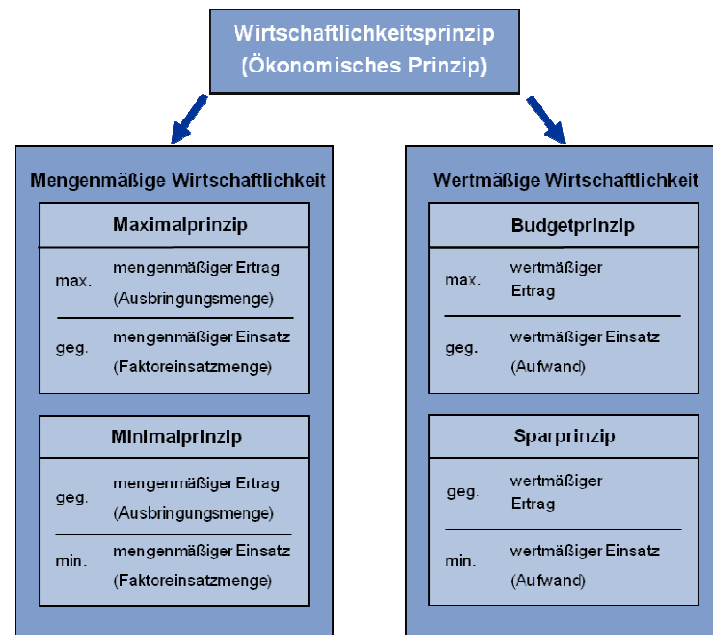 Wirtschaftlichkeitsprinzip
(Ökonomisches Prinzip)
Mengenmäßige Wirtschaftlichkeit
Maximalprinzip
max.
mengenmäßiger Ertrag
(Ausbringungsmenge)
geg.
mengenmäßiger Einsatz
(Faktoreinsatzmenge)
Minimalprinzip
geg.
mengenmäßiger Ertrag
(Ausbringungsmenge)
min.
mengenmäßiger Einsatz
(Faktoreinsatzmenge)
Wertmäßige Wirtschaftlichkeit
Budgetprinzip
max.
wertmäßiger
Ertrag
geg.
wertmäßiger Einsatz
(Aufwand)
Sparprinzip
geg.
wertmäßiger
Ertrag
min.
wertmäßiger Einsatz
(Aufwand)